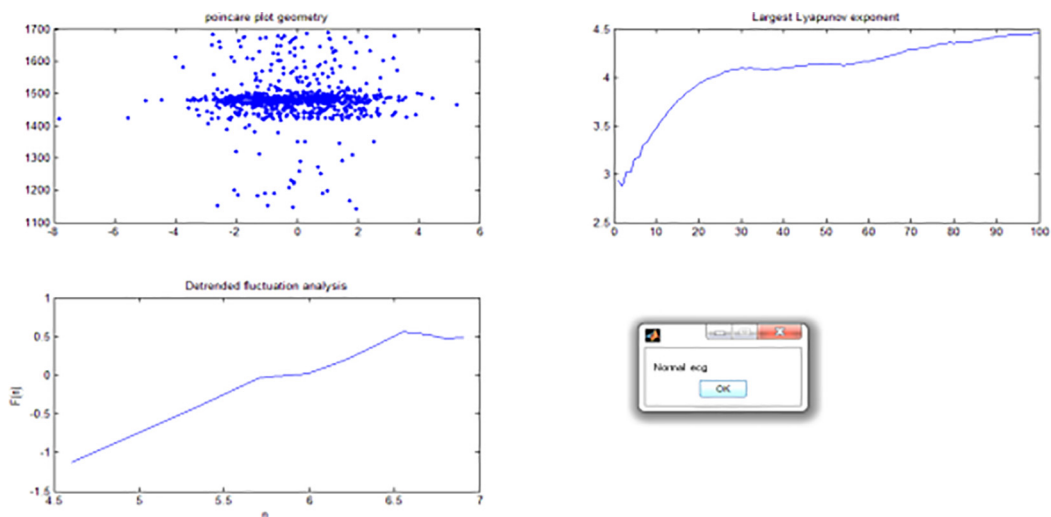 poincare plot geometry
1700
1600
1500
1400
1300
1200
1100
-8 -6 -4 -2 0 2 4 6
Largest Lyapunov exponent
4.5
4
3.5
3
2.5
0 10 20 30 40 50 60 70 80 90 100
Detrended fluctuation analysis
1
0.5
0
-0.5
-1
-1.5
F[n]
4.5 5 5.5 6 6.5 7
Normal ecg
OK